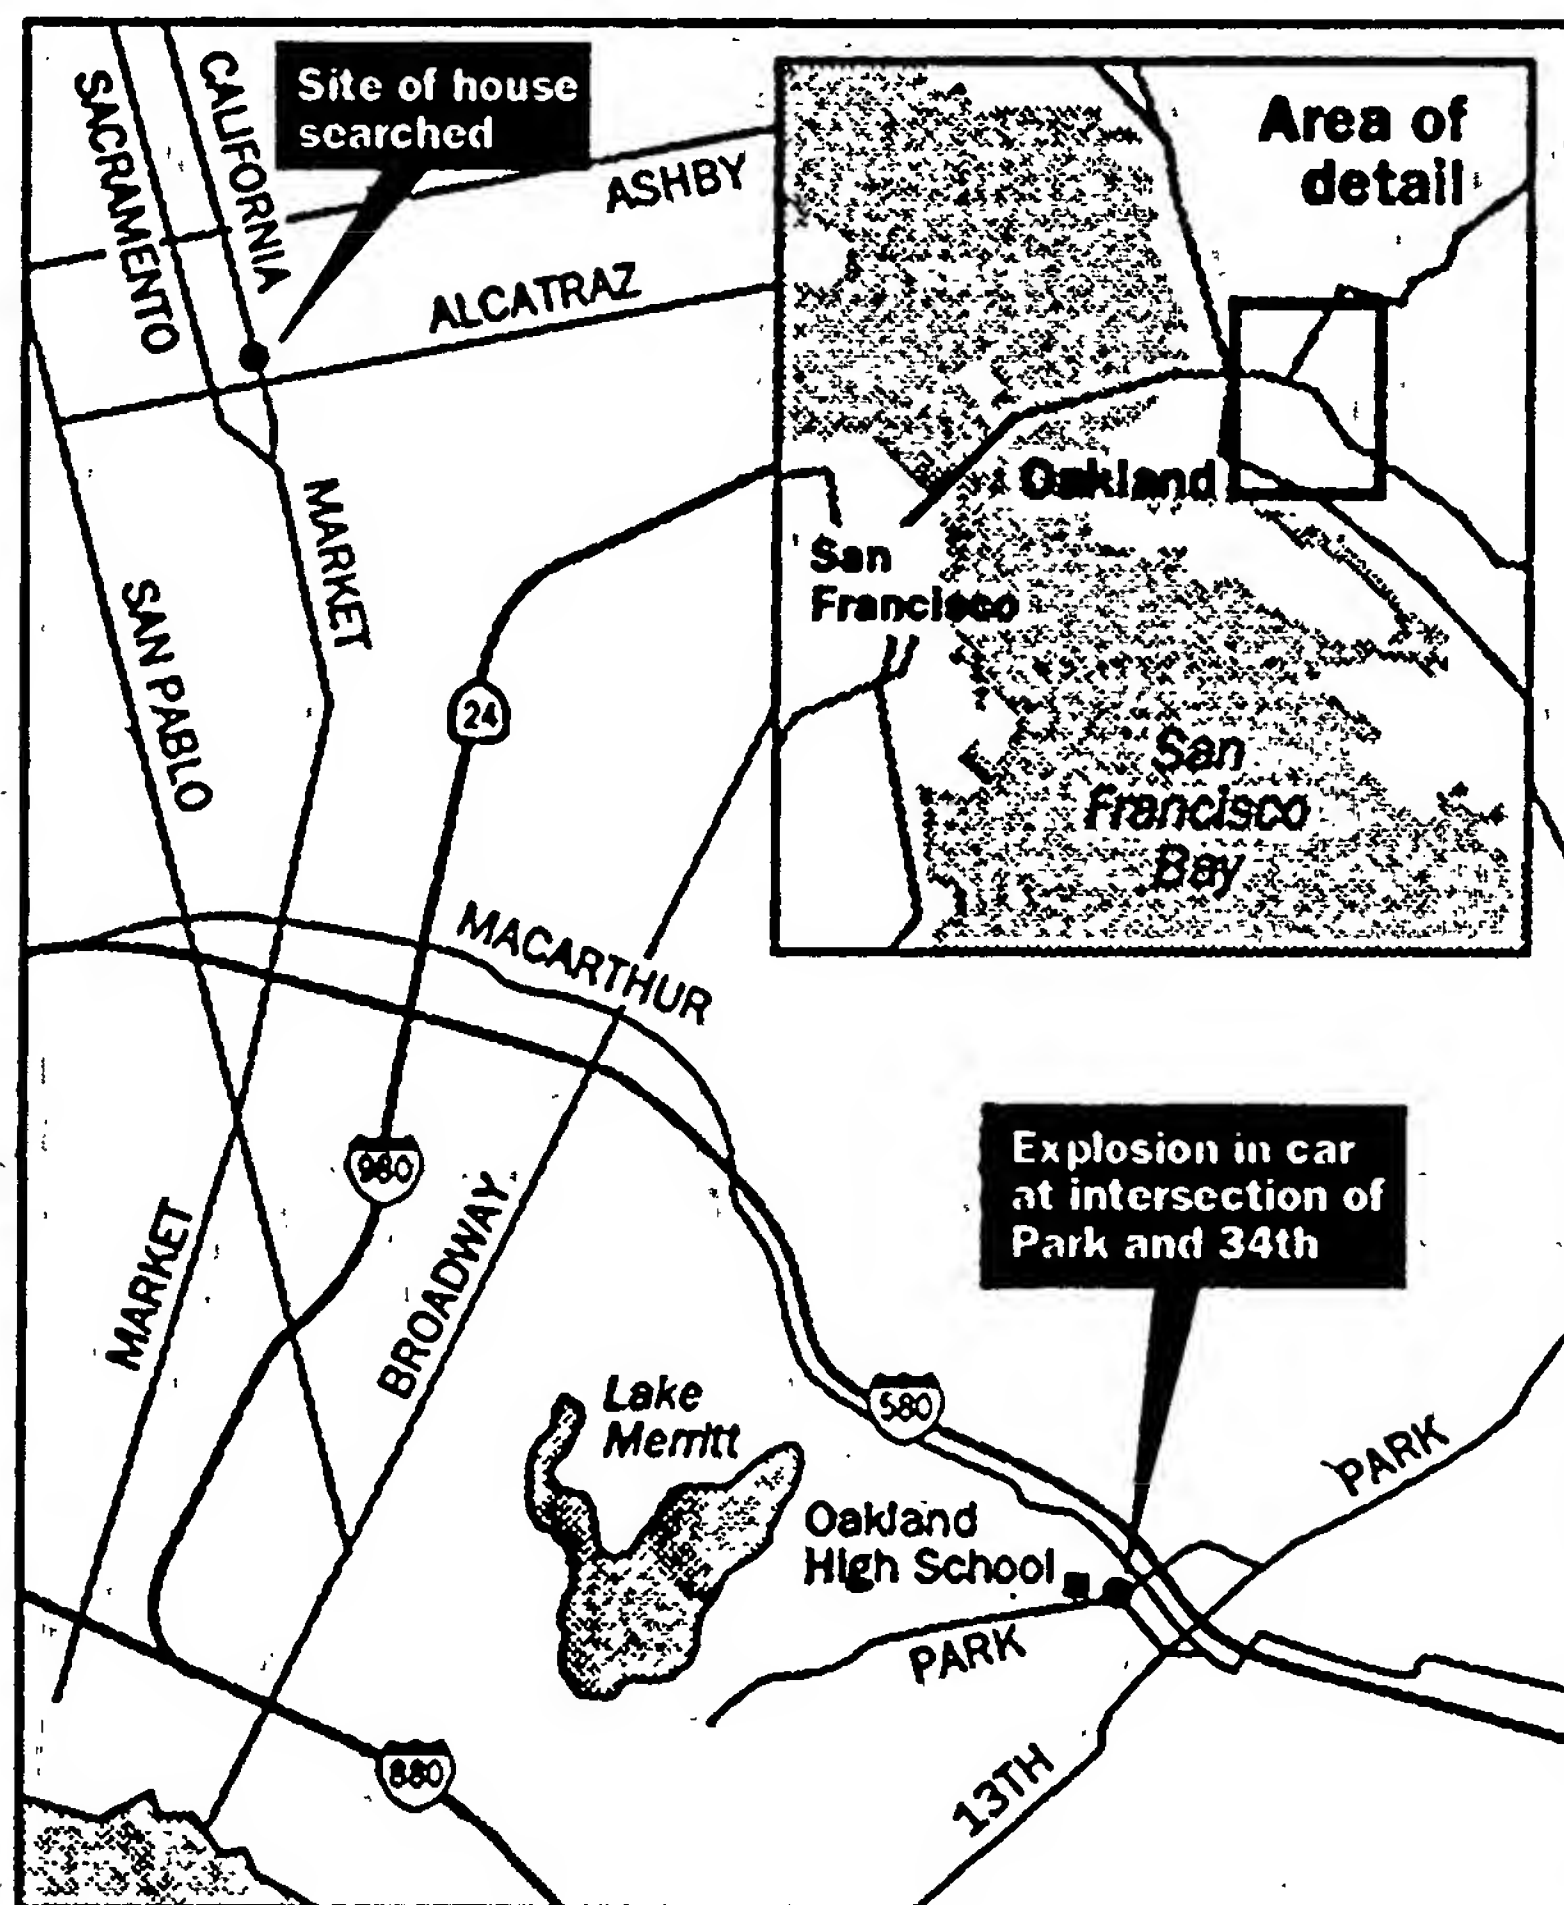 SACRAMENTO
CALIFORNIA
Site of house
searched
ASHBY
ALCATRAZ
MARKET
SAN PABLO
24
Area of
detail
Oakland
San
Francisco
San
Francisco
Bay
MACARTHUR
980
MARKET
BROADWAY
Explosion in car
at intersection of
Park and 34th
Lake
Merritt
580
PARK
Oakland
High School
PARK
880
13TH